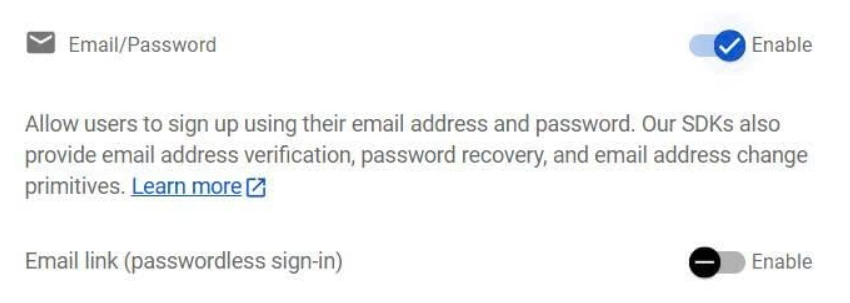 Email/Password
Enable
Allow users to sign up using their email address and password. Our SDKs also
provide email address verification, password recovery, and email address change
primitives. Learn more
Email link (passwordless sign-in)
Enable